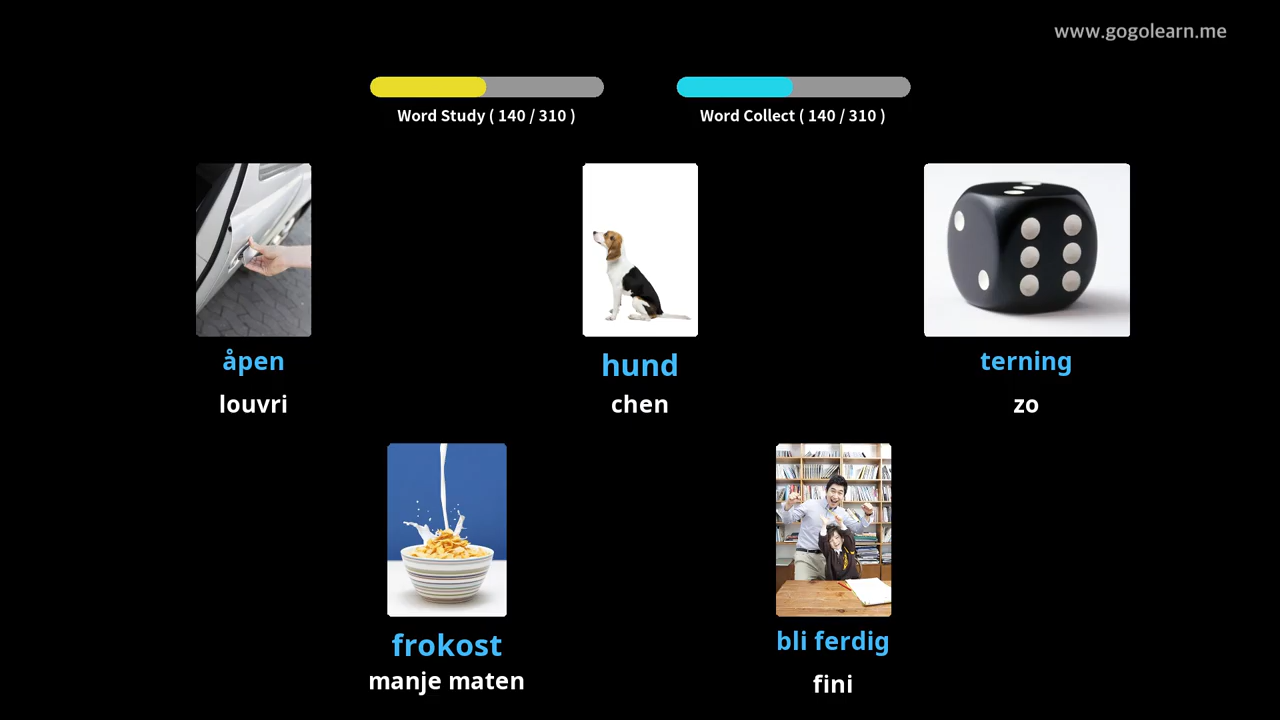 www.gogolearn.me
Word Study ( 140 / 310 )
Word Collect ( 140 / 310 )
åpen
hund
terning
louvri
chen
zo
frokost
bli ferdig
manje maten
fini